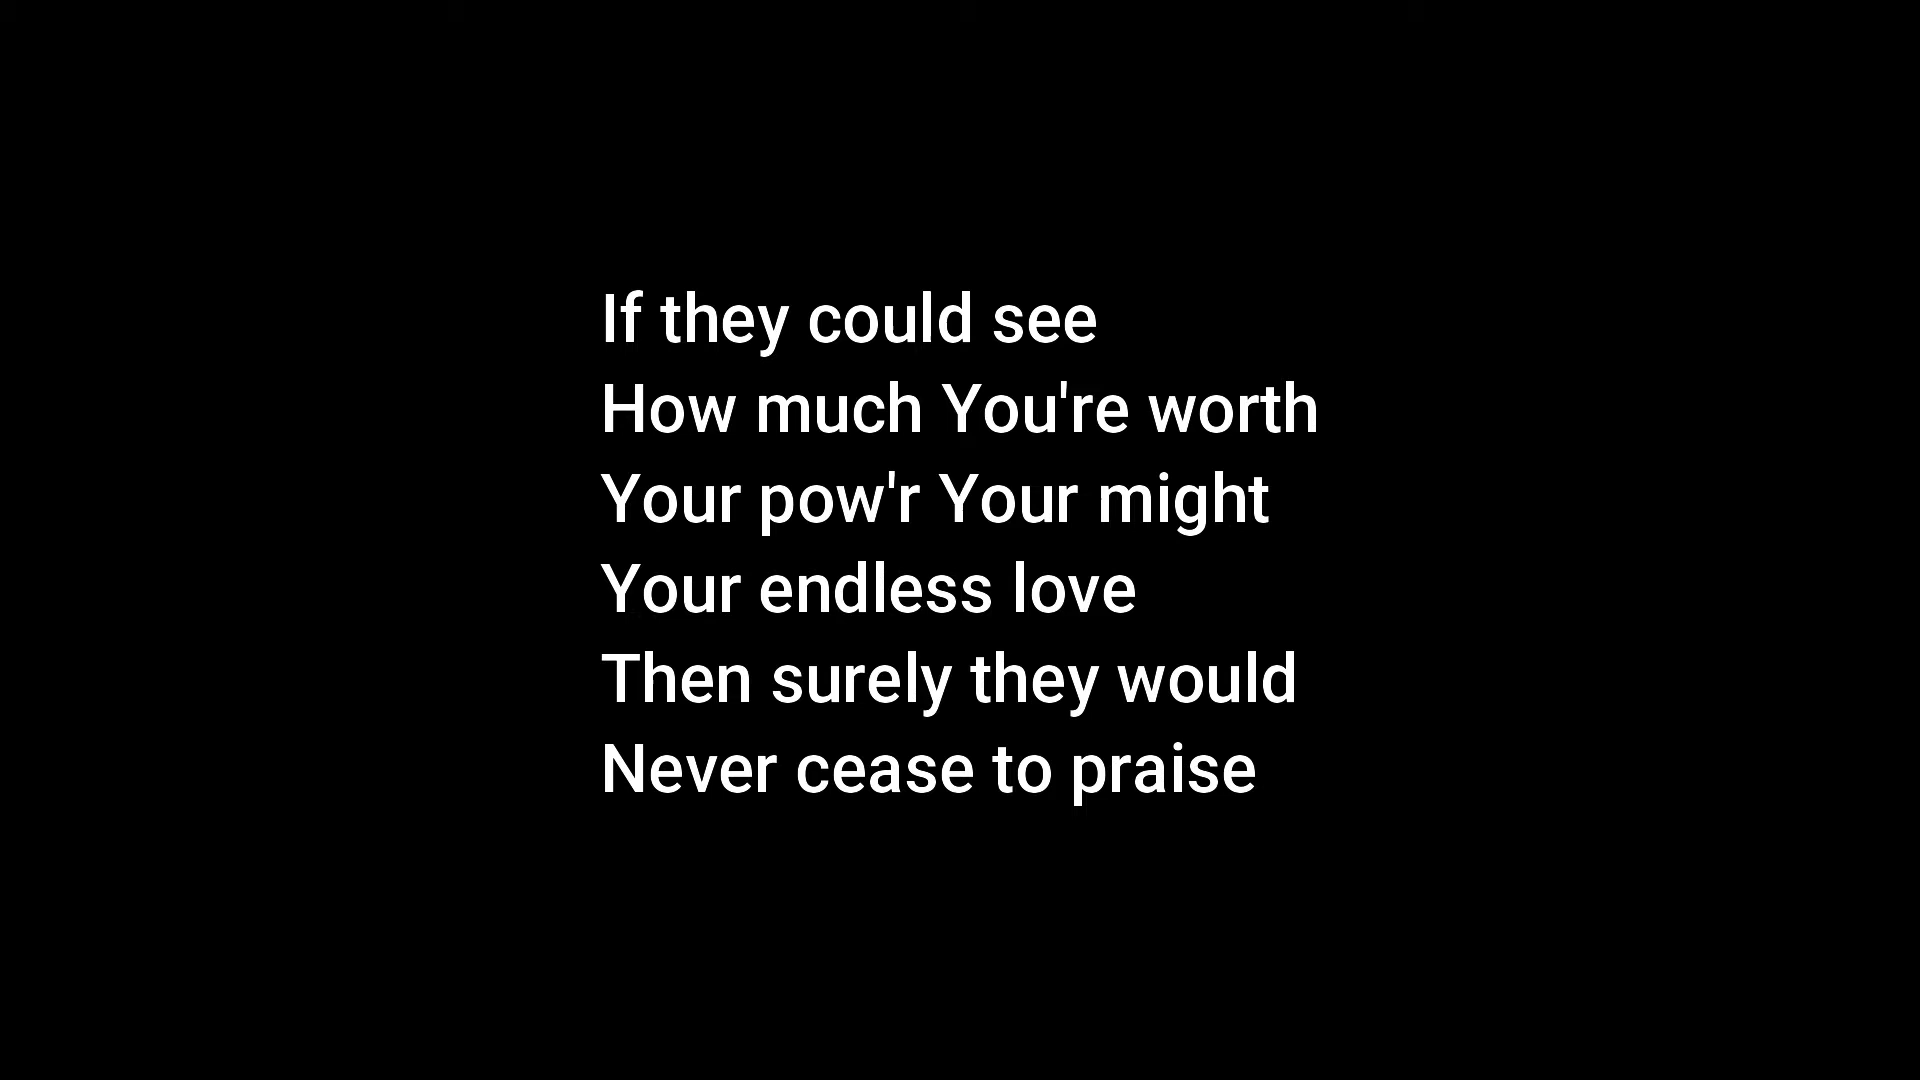 If they could see
How much You're worth
Your pow'r Your might
Your endless love
Then surely they would
Never cease to praise